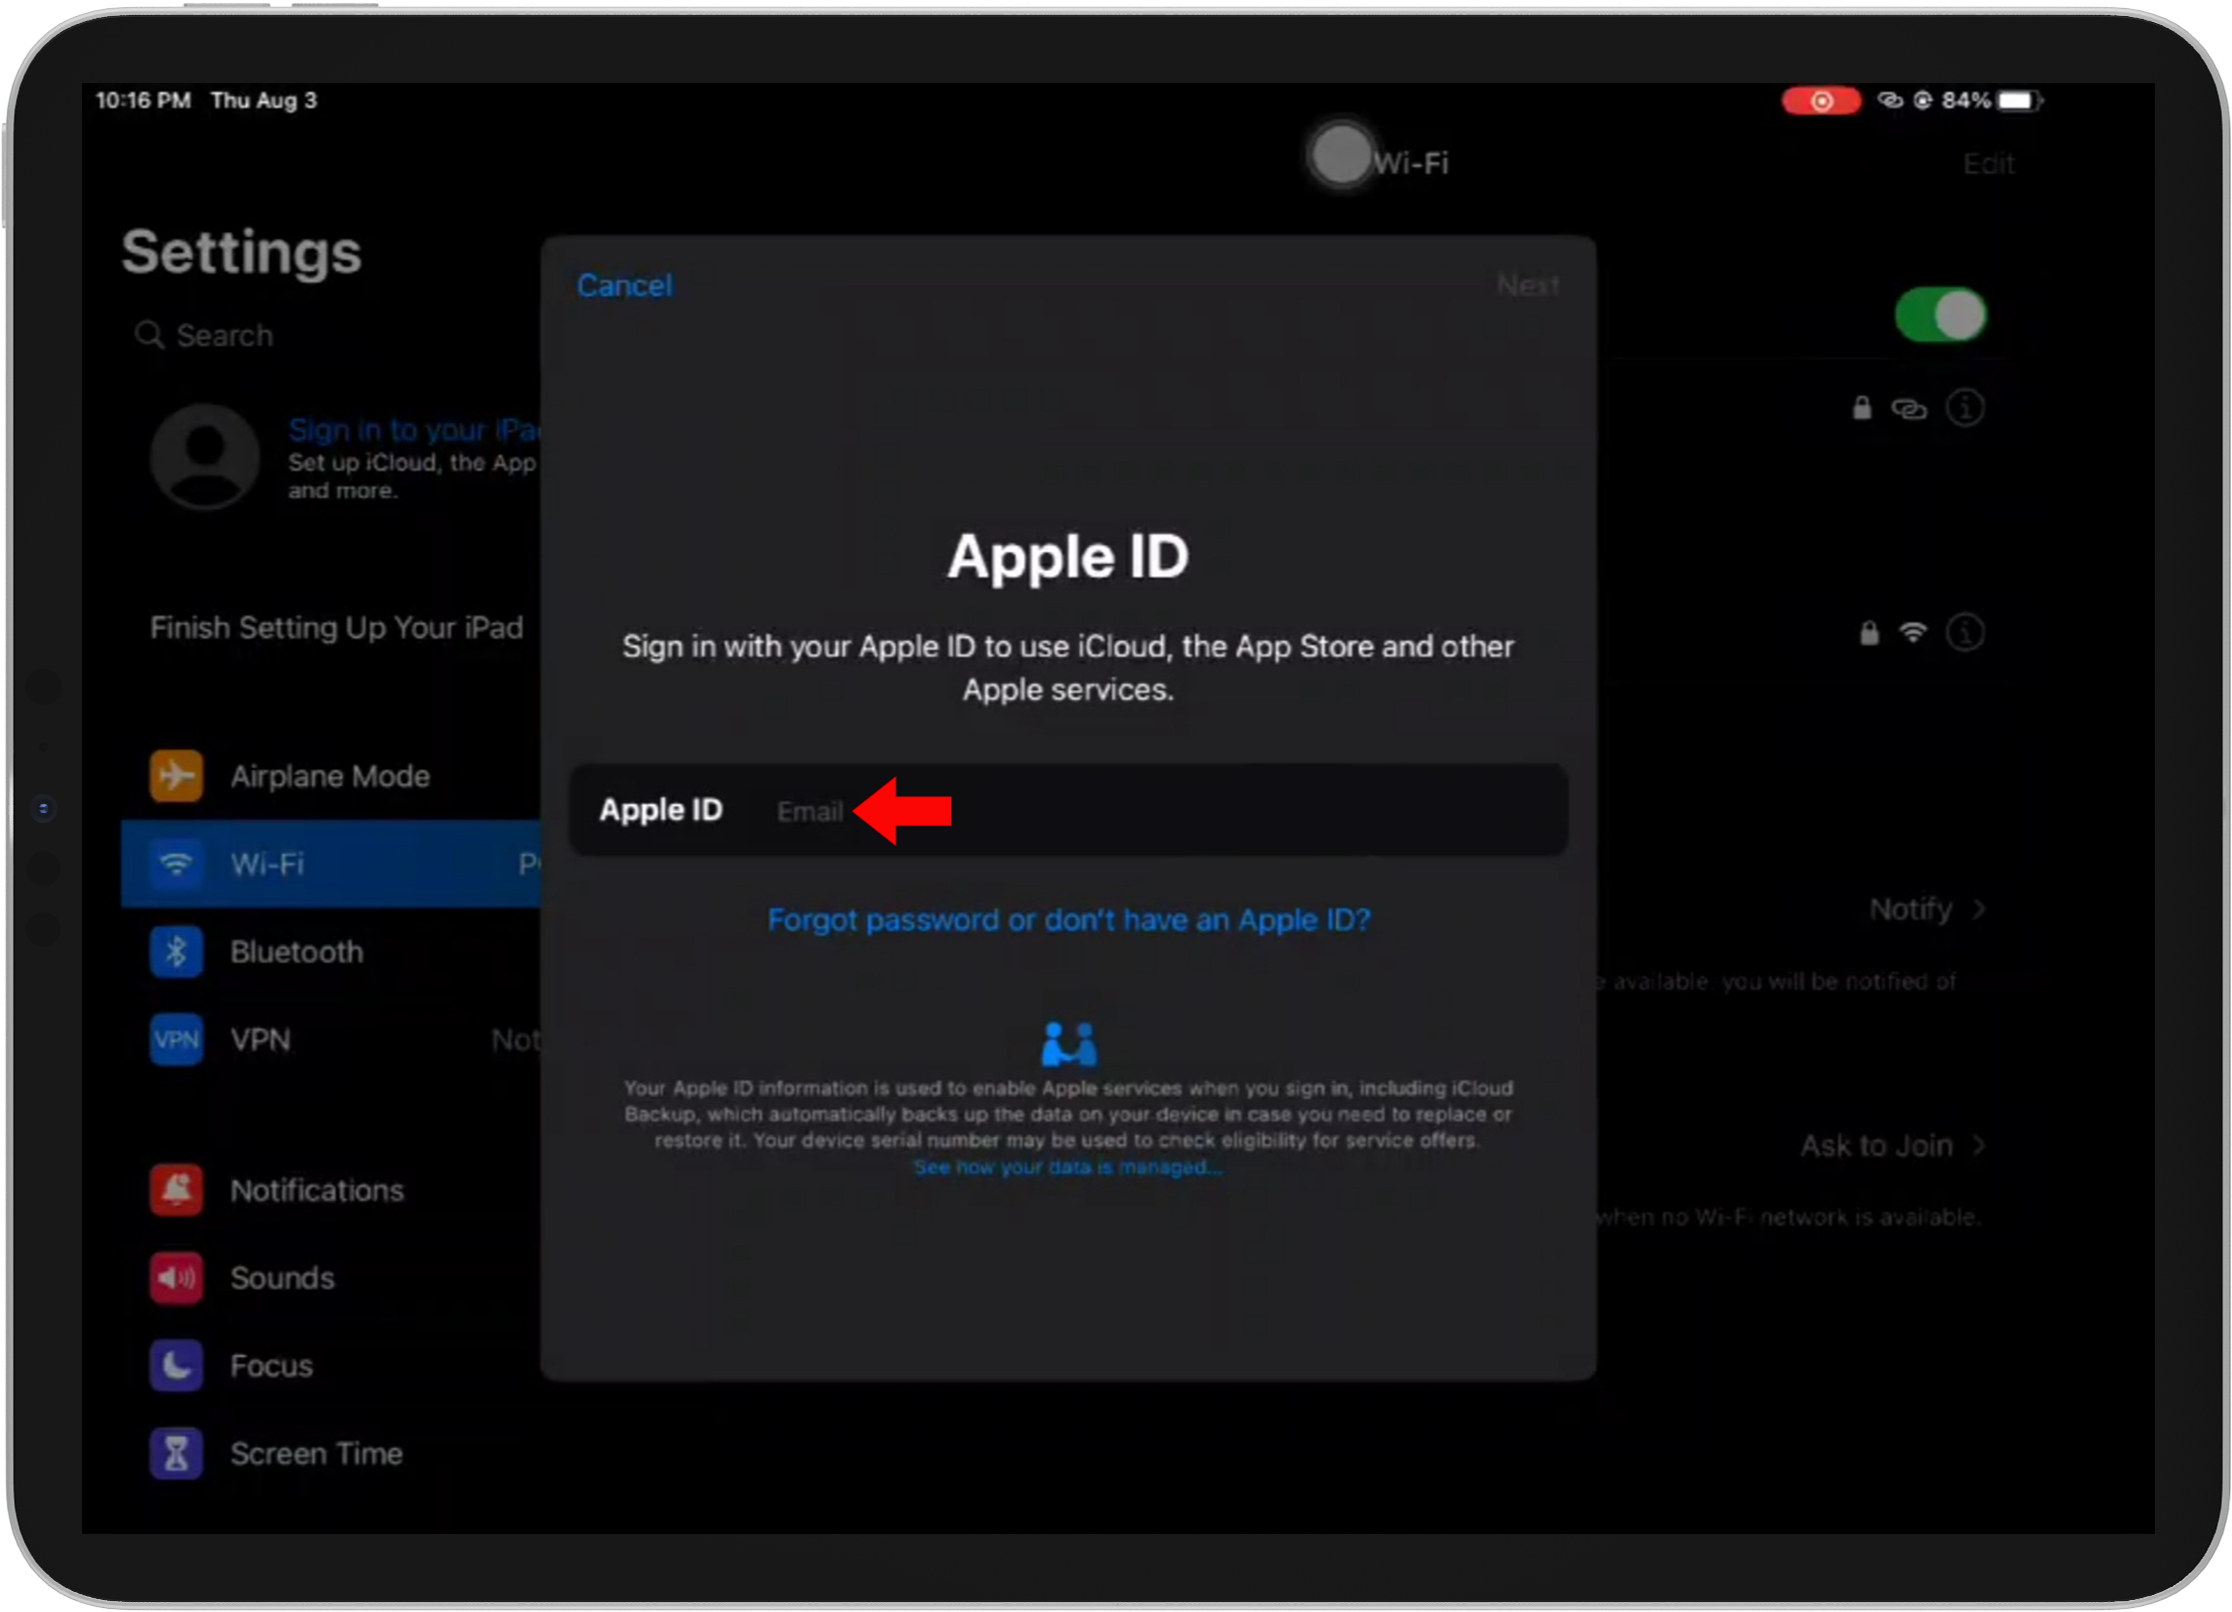 10:16 PM Thu Aug 3
84%
Wi-Fi
Edit
Settings
Search
Sign in to your
Set up iCloud, the App
and more.
Finish Setting Up Your iPad
Airplane Mode
Wi-Fi
Bluetooth
VPN VPN Not
Notifications
Sounds
Focus
Screen Time
Cancel
Next
Apple ID
Sign in with your Apple ID to use iCloud, the App Store and other
Apple services.
Apple ID Email
Forgot password or don't have an Apple ID?
Your Apple ID information is used to enable Apple services when you sign in, including iCloud
Backup, which automatically backs up the data on your device in case you need to replace or
restore it. Your device serial number may be used to check eligibility for service offers.
See how your data is managed...
Notify
available. you will be notified of
Ask to Join
when no Wi-Fi network is available.